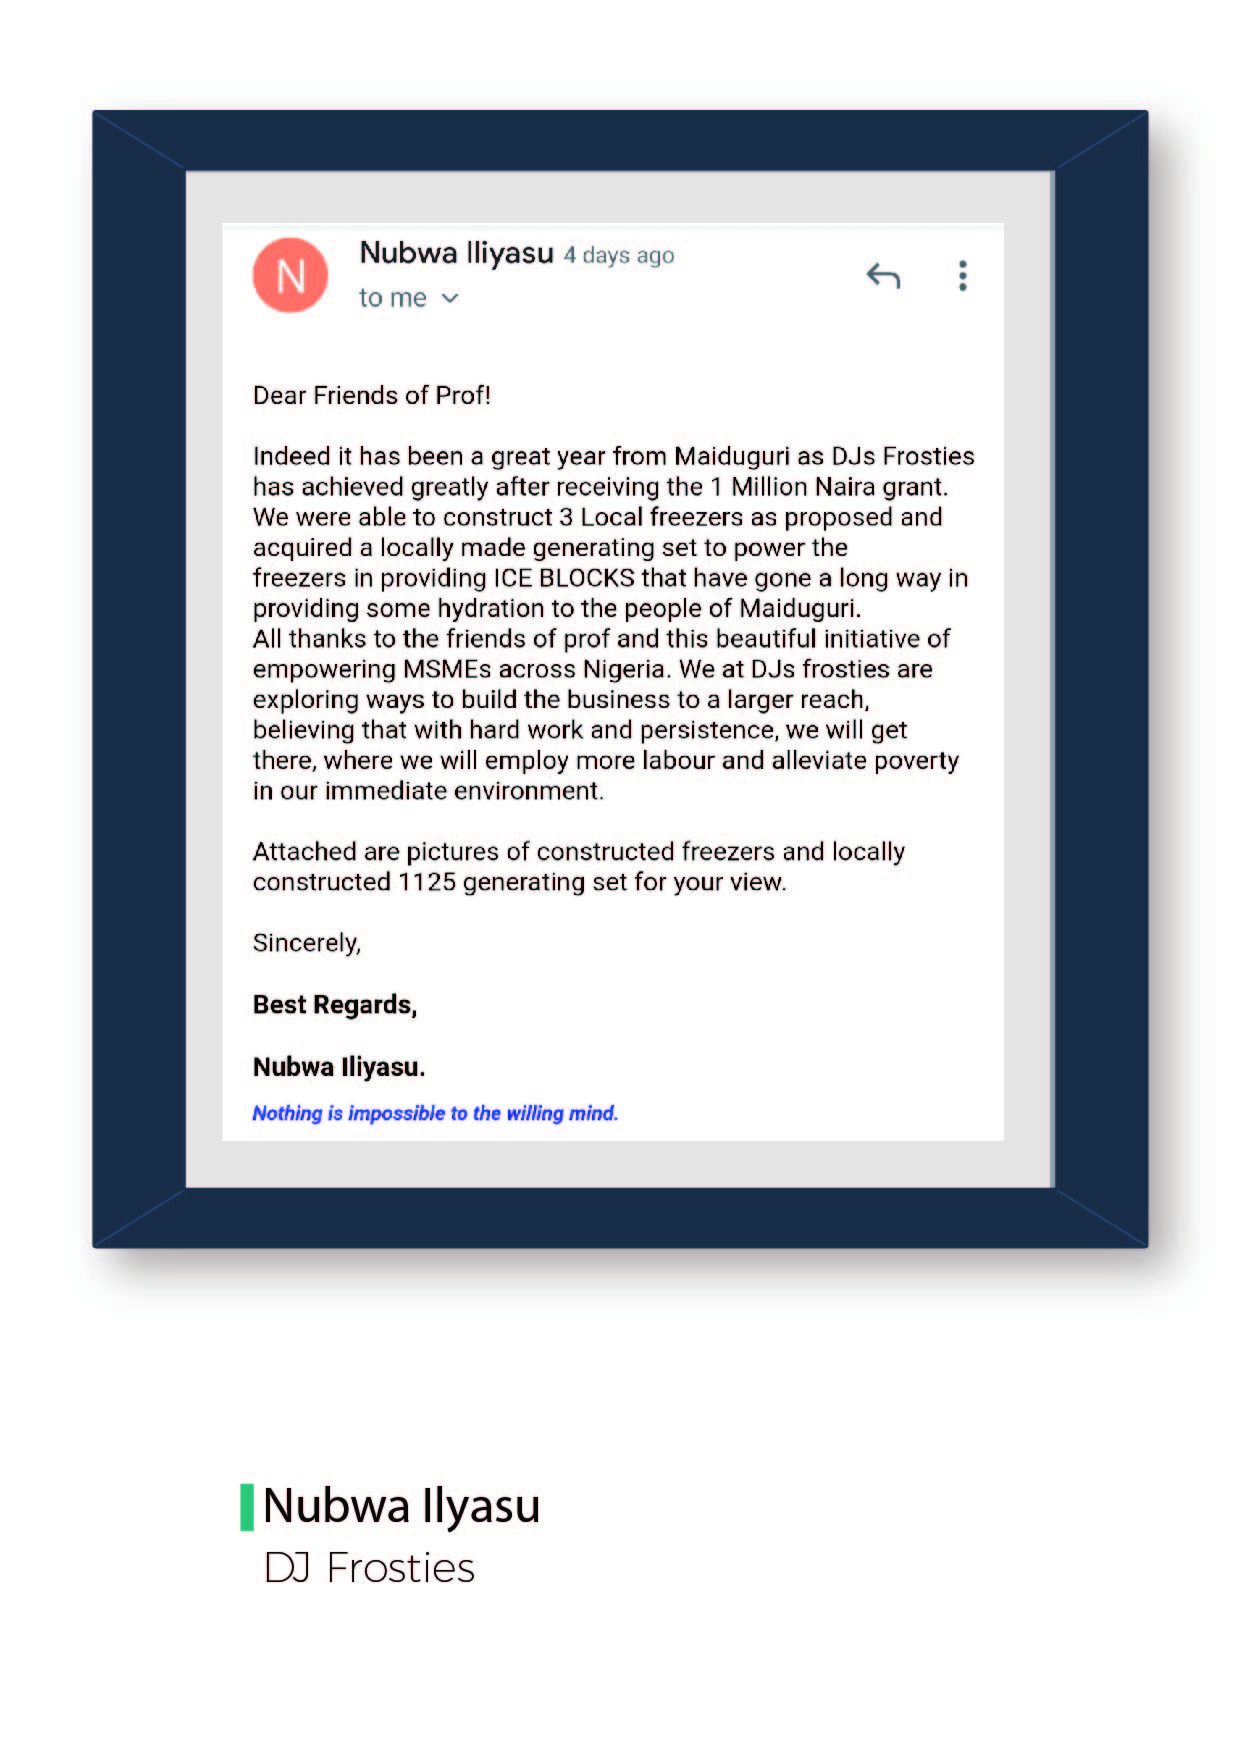 N
Nubwa Iliyasu 4 days ago
to me
Dear Friends of Prof!
Indeed it has been a great year from Maiduguri as DJs Frosties
has achieved greatly after receiving the 1 Million Naira grant.
We were able to construct 3 Local freezers as proposed and
acquired a locally made generating set to power the
freezers in providing ICE BLOCKS that have gone a long way in
providing some hydration to the people of Maiduguri.
All thanks to the friends of prof and this beautiful initiative of
empowering MSMEs across Nigeria. We at DJs frosties are
exploring ways to build the business to a larger reach,
believing that with hard work and persistence, we will get
there, where we will employ more labour and alleviate poverty
in our immediate environment.
Attached are pictures of constructed freezers and locally
constructed 1125 generating set for your view.
Sincerely,
Best Regards,
Nubwa Iliyasu.
Nothing is impossible to the willing mind.
Nubwa Ilyasu
DJ Frosties